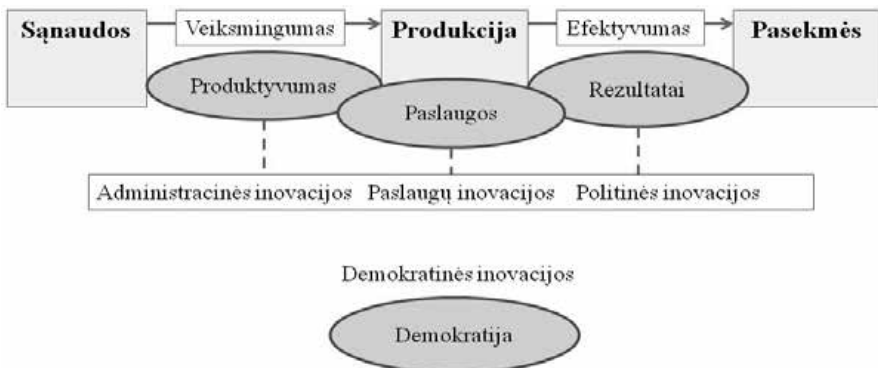 Sąnaudos Veiksmingumas Produkcija Efektyvumas Pasekmės
Produktyvumas Paslaugos Rezultatai
Administracinės inovacijos Paslaugų inovacijos Politinės inovacijos
Demokratinės inovacijos
Demokratija